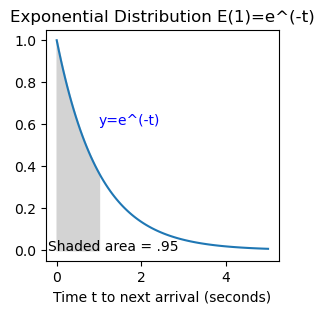 Exponential Distribution E(1)=e^(-t)
1.0
0.8
0.6
0.4
0.2
0.0
y=e^(-t)
Shaded area = .95
0 2 4
Time t to next arrival (seconds)